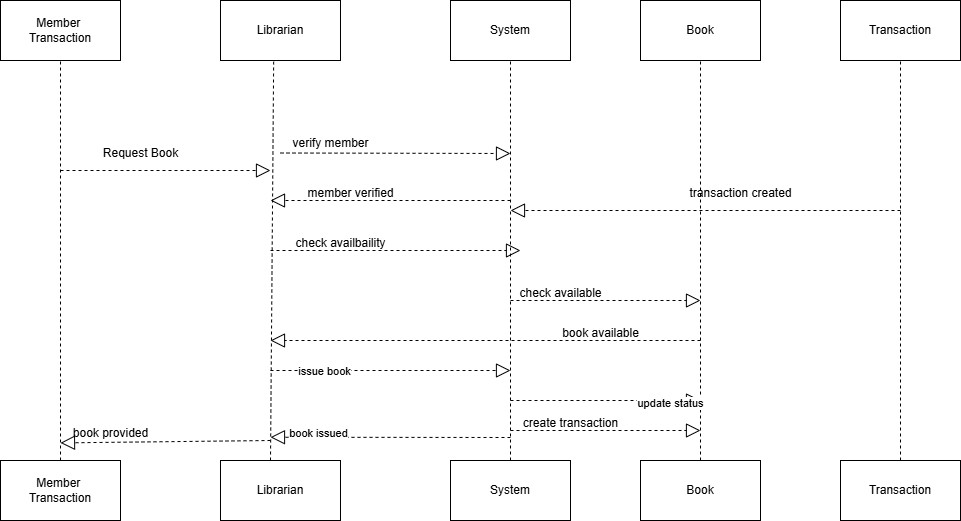 Member
Transaction
Librarian
System
Book
Transaction
verify member
Request Book
member verified
transaction created
check availbaility
check available
book available
issue book
update status
create transaction
book issued
book provided
Member
Transaction
Librarian
System
Book
Transaction